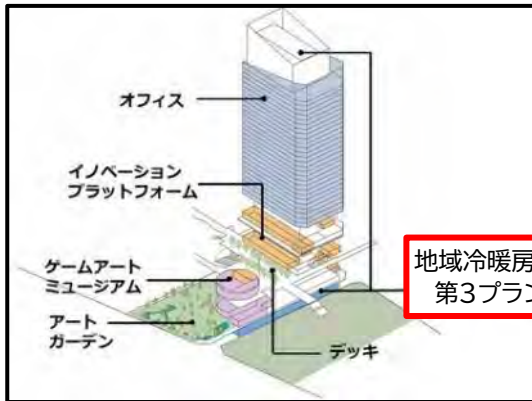 オフィス
イノベーション
プラットフォーム
ゲームアート
ミュージアム
アート
ガーデン
デッキ
地域冷暖房
第3プラン